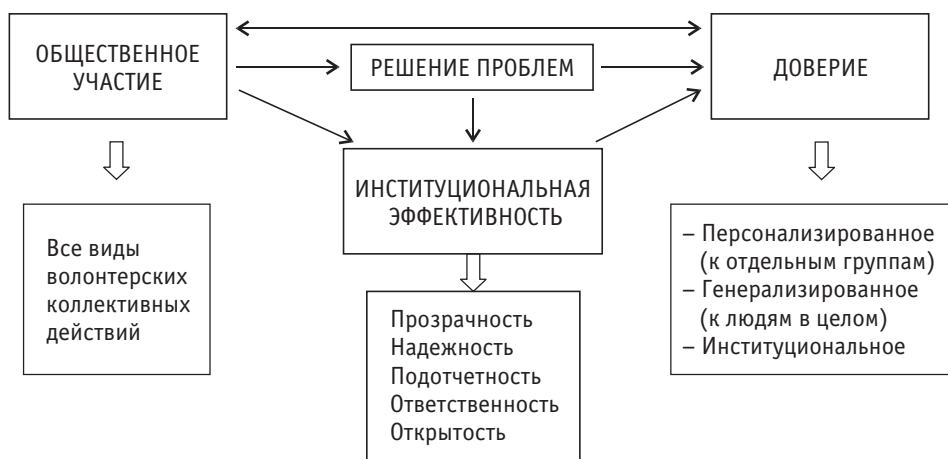 ОБЩЕСТВЕННОЕ
УЧАСТИЕ
РЕШЕНИЕ ПРОБЛЕМ
ДОВЕРИЕ
ИНСТИТУЦИОНАЛЬНАЯ
ЭФФЕКТИВНОСТЬ
Все виды
волонтерских
коллективных
действий
Прозрачность
Надежность
Подотчетность
Ответственность
Открытость
– Персонализированное
(к отдельным группам)
– Генерализированное
(к людям в целом)
– Институциональное